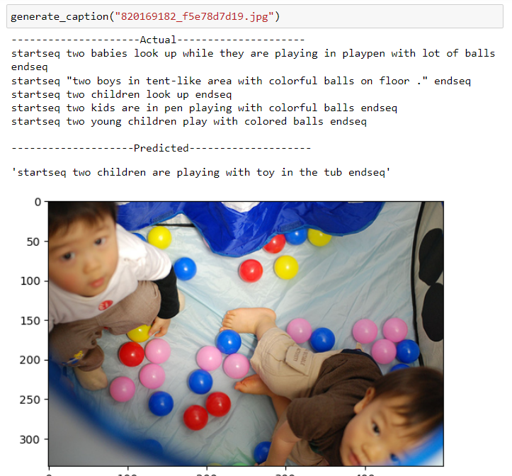 generate_caption("820169182_f5e78d7d19.jpg")
---------------------Actual---------------------
startseq two babies look up while they are playing in playpen with lot of balls
endseq
startseq "two boys in tent-like area with colorful balls on floor ." endseq
startseq two children look up endseq
startseq two kids are in pen playing with colorful balls endseq
startseq two young children play with colored balls endseq
--------------------Predicted--------------------
'startseq two children are playing with toy in the tub endseq'
0
50
100
150
200
250
300